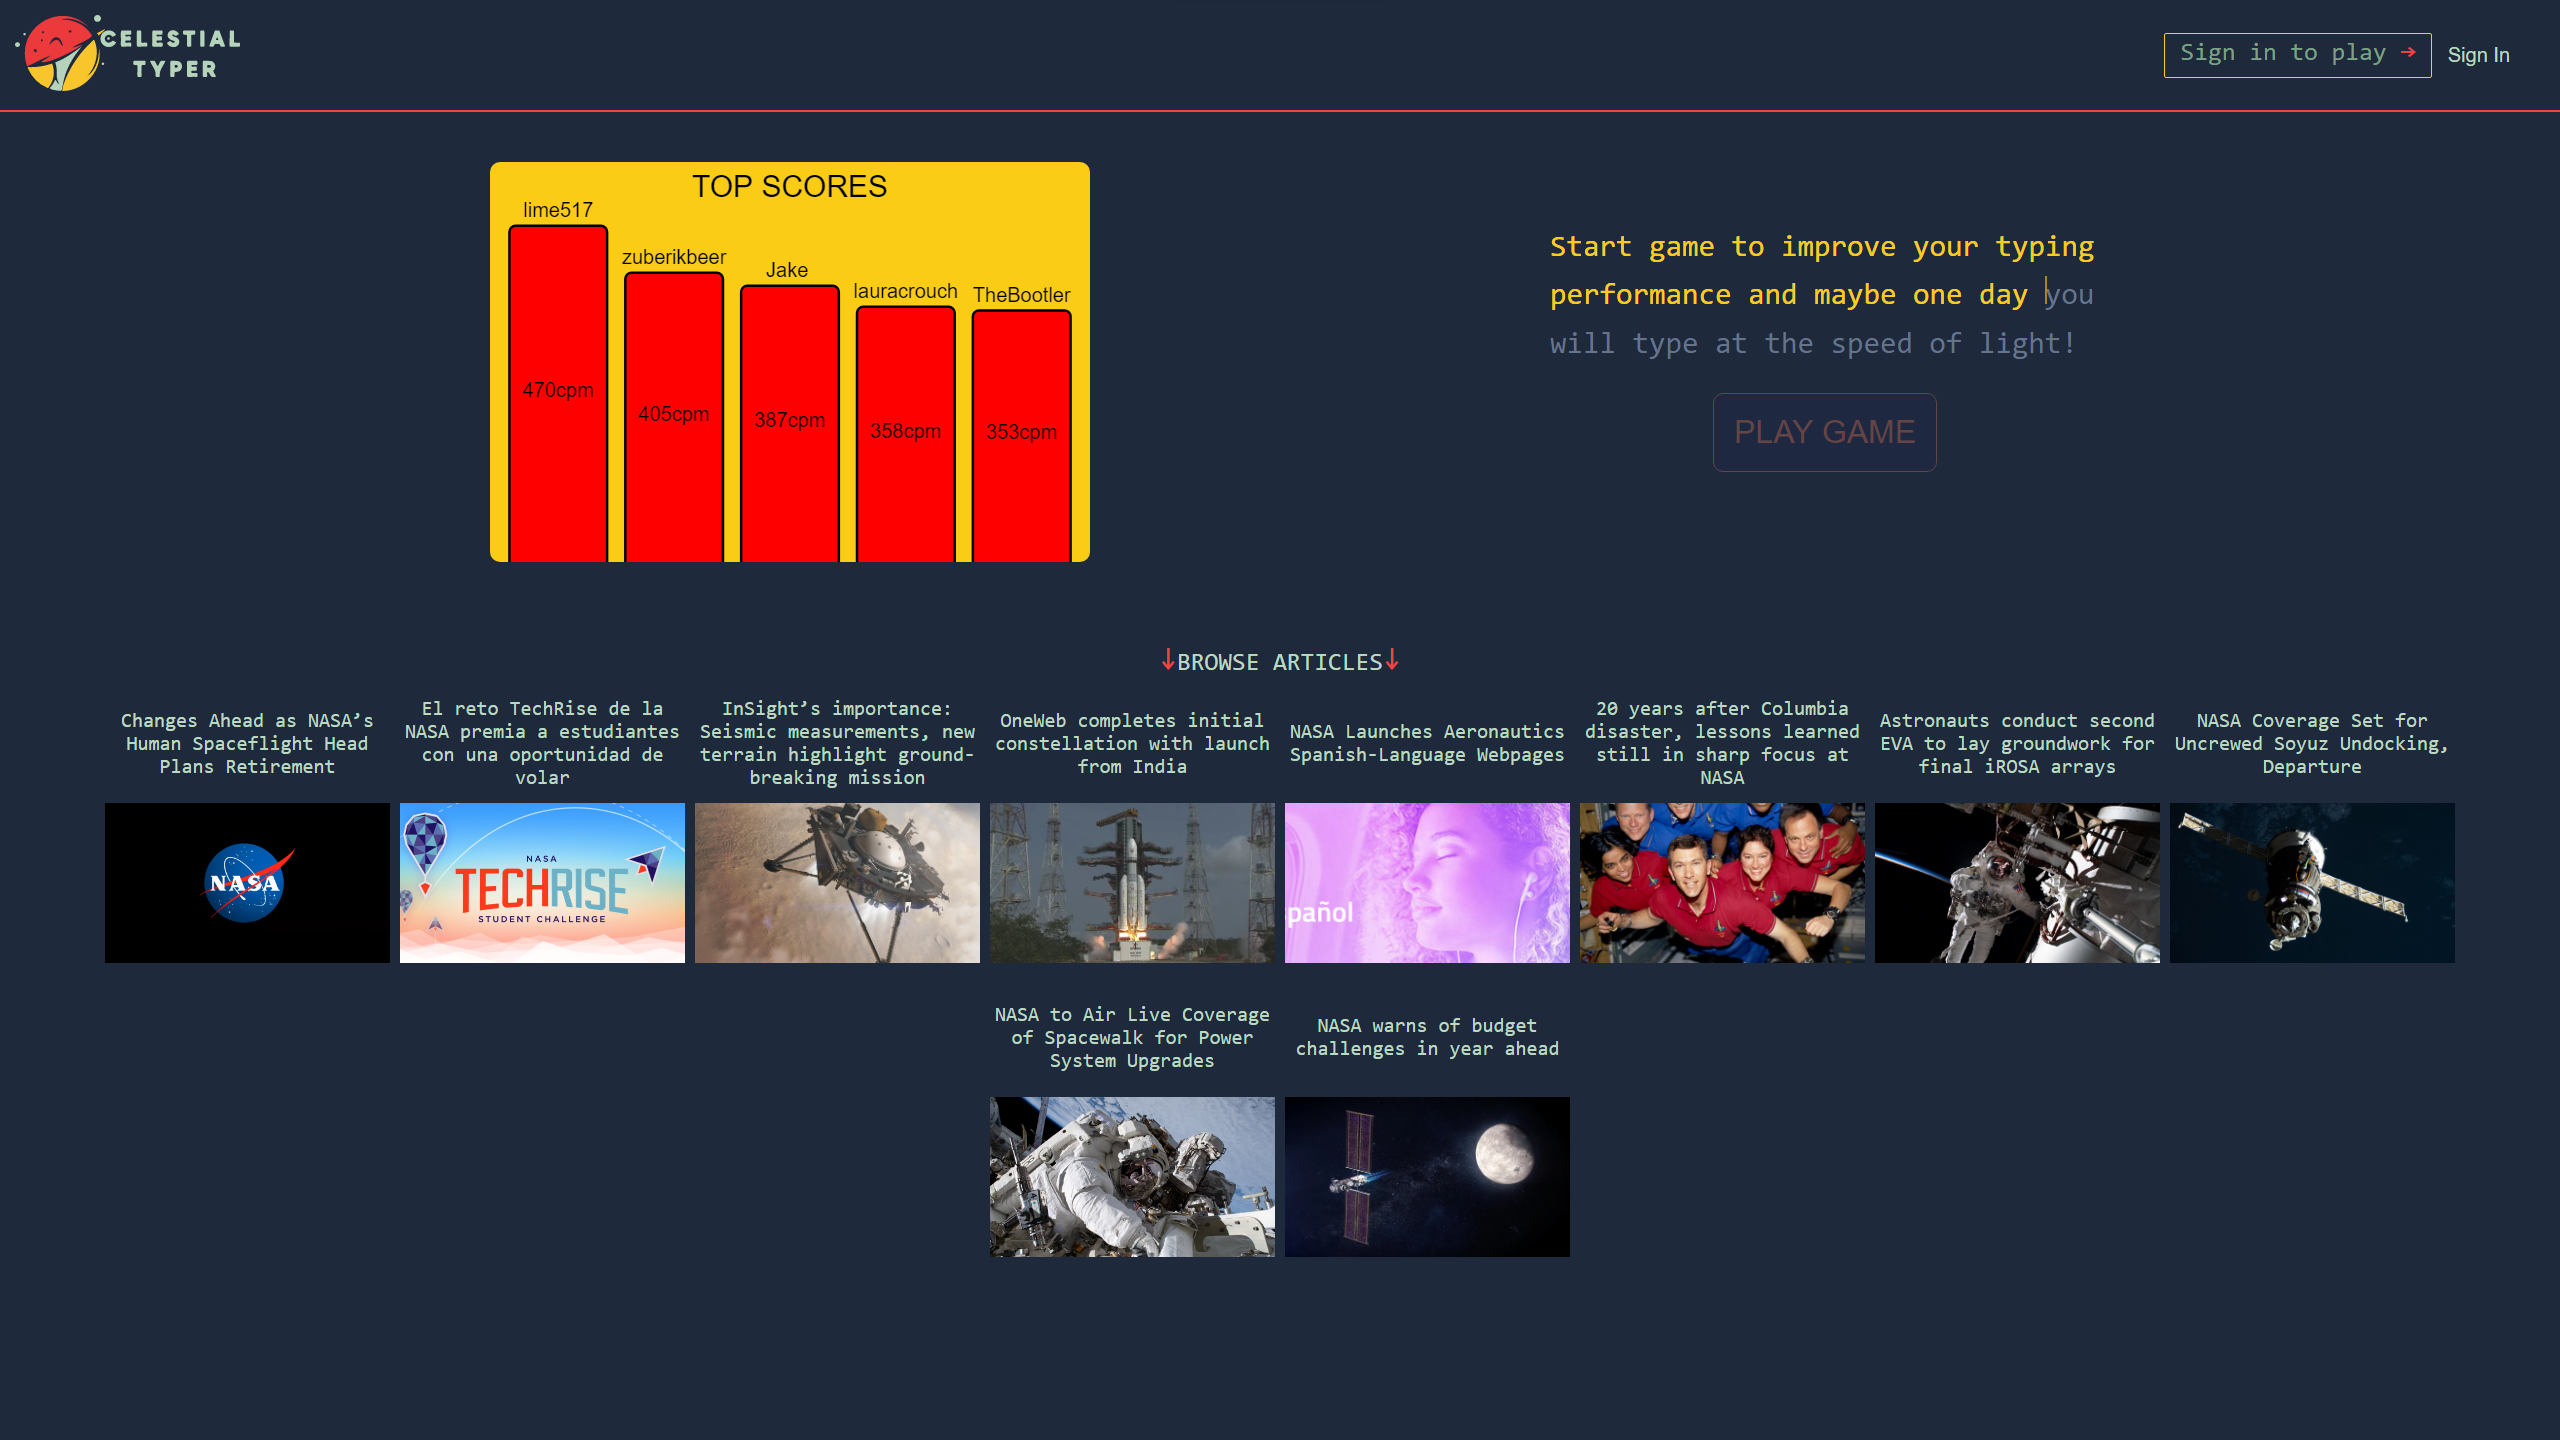 CELESTIAL
TYPER
Sign in to play →
Sign In
TOP SCORES
lime517
zuberikbeer
Jake
lauracrouch
TheBootler
470cpm
405cpm
387cpm
358cpm
353cpm
Start game to improve your typing
performance and maybe one day you
will type at the speed of light!
PLAY GAME
↓BROWSE ARTICLES↓
Changes Ahead as NASA’s
Human Spaceflight Head
Plans Retirement
El reto TechRise de la
NASA premia a estudiantes
con una oportunidad de
volar
InSight’s importance:
Seismic measurements, new
terrain highlight ground-
breaking mission
OneWeb completes initial
constellation with launch
from India
NASA Launches Aeronautics
Spanish-Language Webpages
20 years after Columbia
disaster, lessons learned
still in sharp focus at
NASA
Astronauts conduct second
EVA to lay groundwork for
final iROSA arrays
NASA Coverage Set for
Uncrewed Soyuz Undocking,
Departure
NASA
NASA
TECHRISE
STUDENT CHALLENGE
pañol
NASA to Air Live Coverage
of Spacewalk for Power
System Upgrades
NASA warns of budget
challenges in year ahead